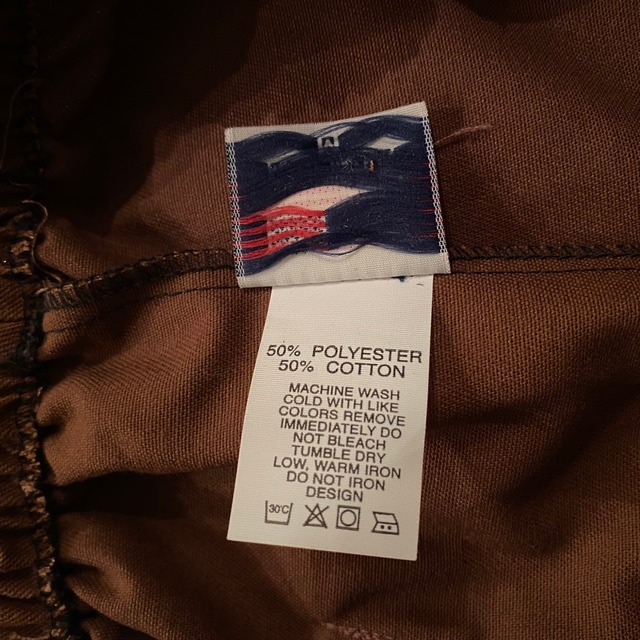 50% POLYESTER
50% COTTON
MACHINE WASH
COLD WITH LIKE
COLORS REMOVE
IMMEDIATELY DO
NOT BLEACH
TUMBLE DRY
LOW, WARM IRON
DO NOT IRON
DESIGN
30°C